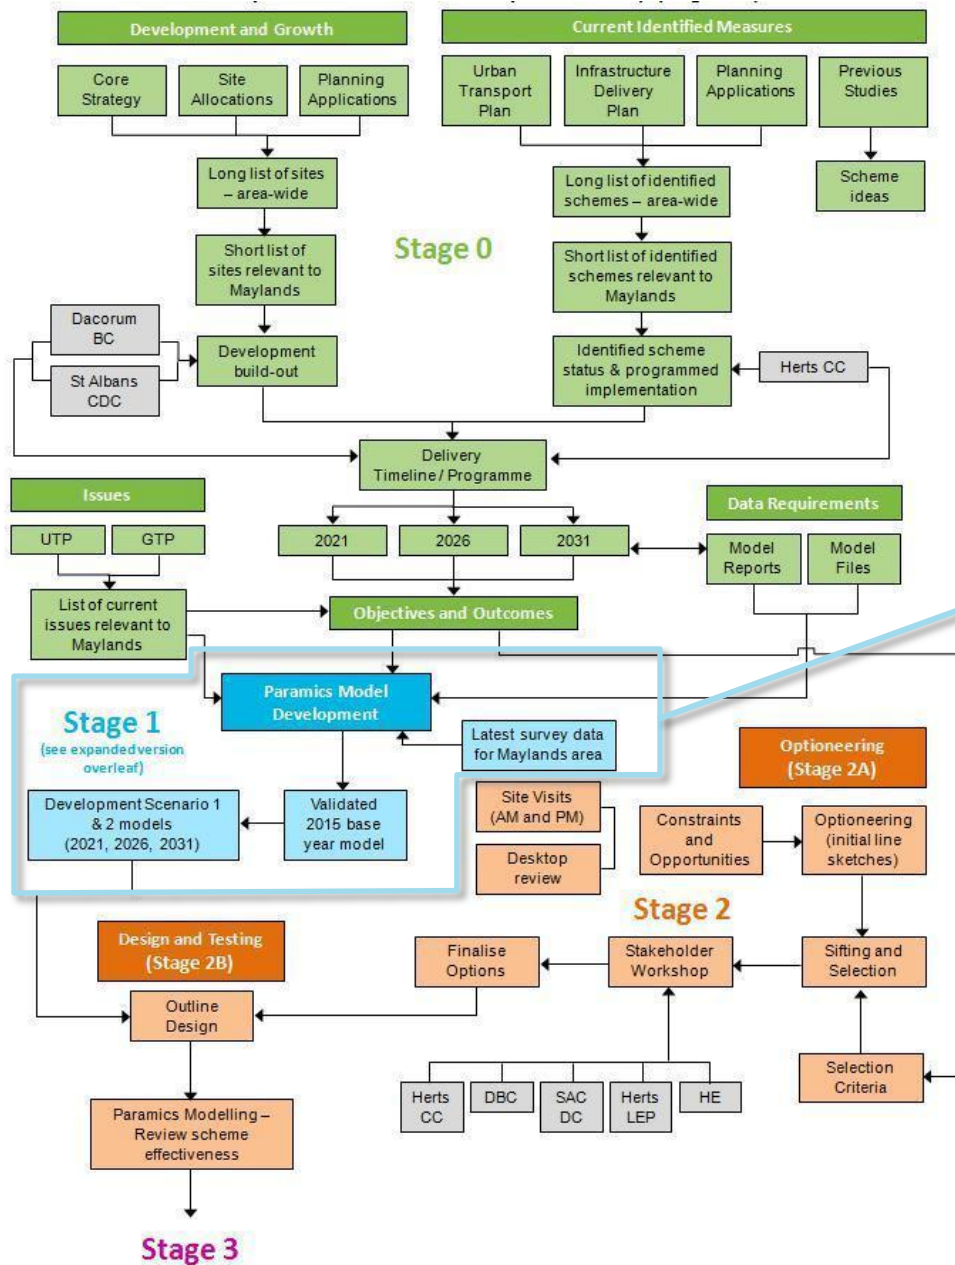 Development and Growth
Current Identified Measures
Core
Strategy
Site
Allocations
Planning
Applications
Urban
Transport
Plan
Infrastructure
Delivery
Plan
Planning
Applications
Previous
Studies
Long list of sites
– area-wide
Long list of identified
schemes – area-wide
Scheme
ideas
Stage 0
Short list of
sites relevant to
Maylands
Short list of identified
schemes relevant to
Maylands
Dacorum
BC
St Albans
CDC
Development
build-out
Identified scheme
status & programmed
implementation
Herts CC
Delivery
Timeline / Programme
Issues
UTP
GTP
2021
2026
2031
Data Requirements
Model
Reports
Model
Files
List of current
issues relevant to
Maylands
Objectives and Outcomes
Paramics Model
Development
Stage 1
(see expanded version
overleaf)
Latest survey data
for Maylands area
Development Scenario 1
& 2 models
(2021, 2026, 2031)
Validated
2015 base
year model
Site Visits
(AM and PM)
Desktop
review
Optioneering
(Stage 2A)
Constraints
and
Opportunities
Optioneering
(initial line
sketches)
Stage 2
Design and Testing
(Stage 2B)
Finalise
Options
Stakeholder
Workshop
Sifting and
Selection
Outline
Design
Selection
Criteria
Herts
CC
DBC
SAC
DC
Herts
LEP
HE
Paramics Modelling –
Review scheme
effectiveness
Stage 3